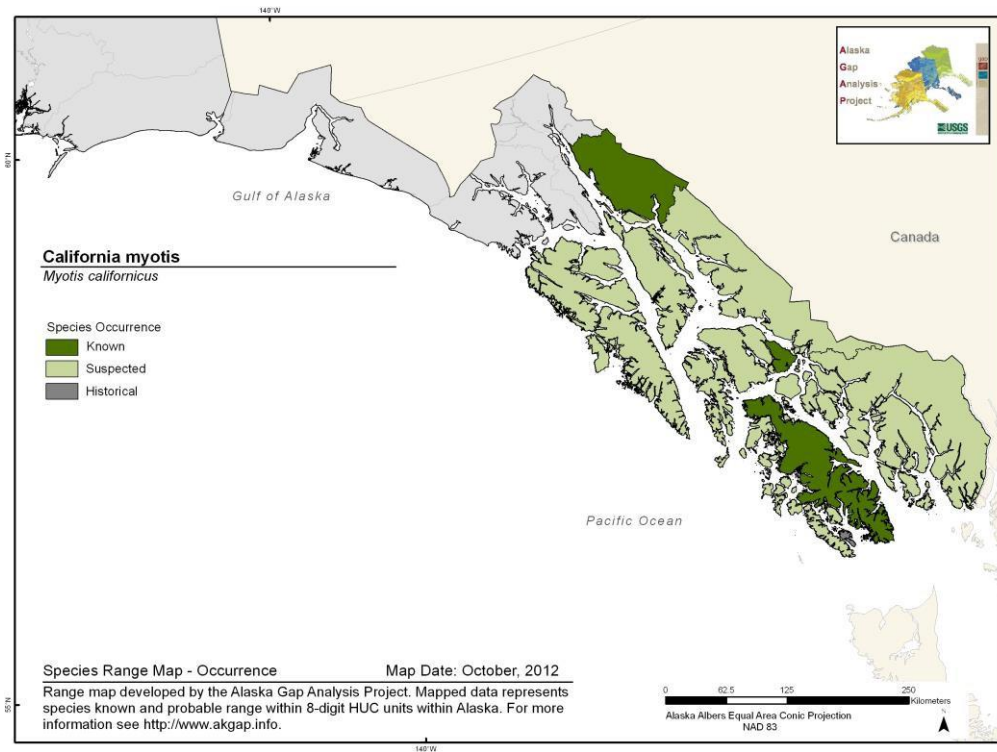 140°W
Alaska
Gap
Analysis
Project
USGS
60°N
Gulf of Alaska
Canada
California myotis
Myotis californicus
Species Occurrence
Known
Suspected
Historical
Pacific Ocean
Species Range Map - Occurrence Map Date: October, 2012
Range map developed by the Alaska Gap Analysis Project. Mapped data represents
species known and probable range within 8-digit HUC units within Alaska. For more
information see http://www.akgap.info.
0 62.5 125 250
Kilometers
Alaska Albers Equal Area Conic Projection
NAD 83
55°N
140°W